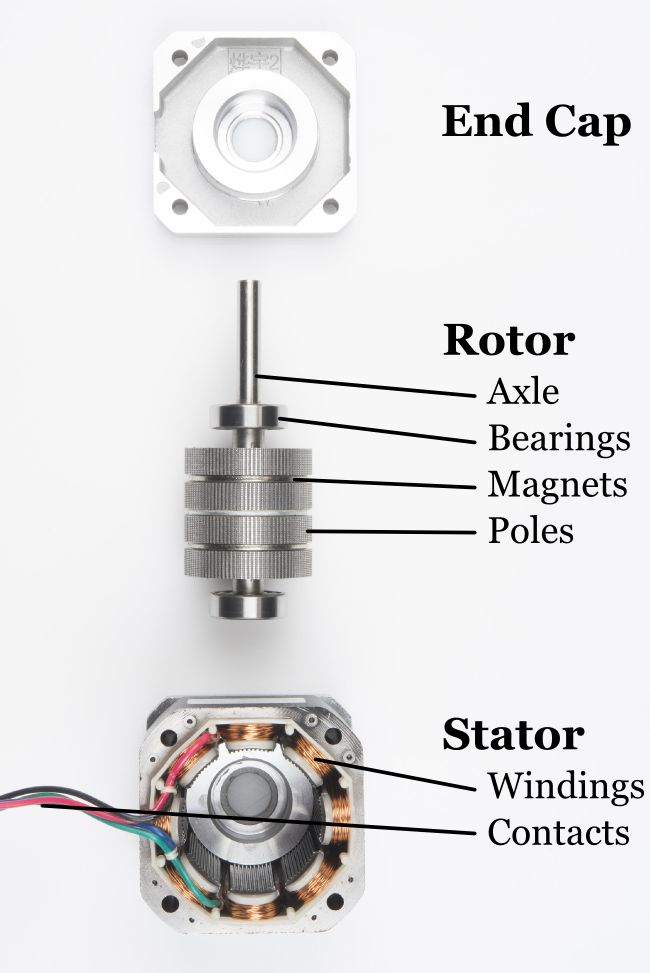 End Cap
Rotor
Axle
Bearings
Magnets
Poles
Stator
Windings
Contacts